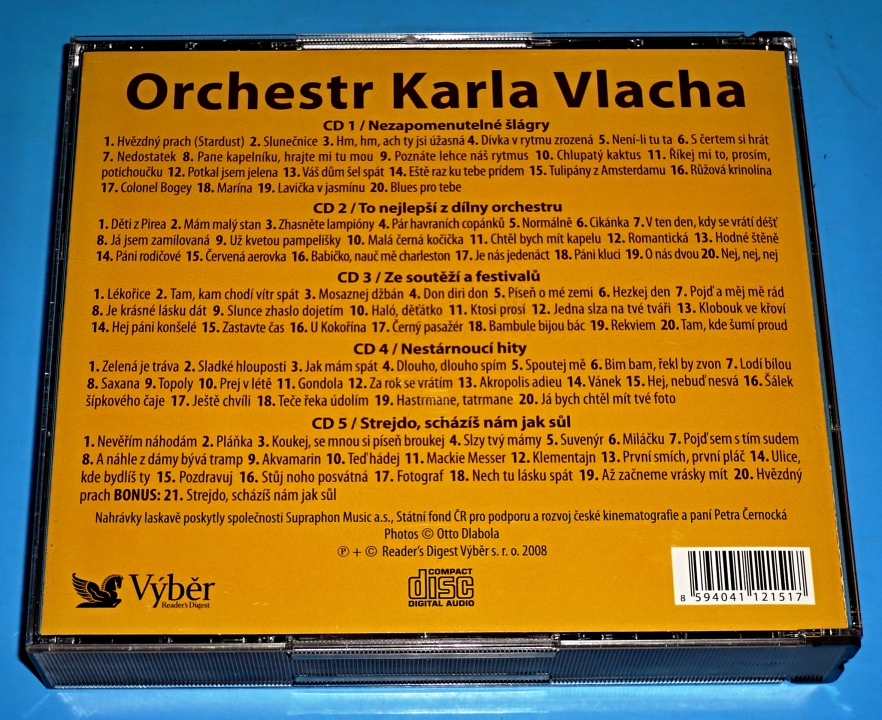 Orchestr Karla Vlacha
CD 1 / Nezapomenutelné šlágry
1. Hvězdný prach (Stardust) 2. Slunečnice 3. Hm, hm, ach ty jsi úžasná 4. Dívka v rytmu zrozená 5. Není-li tu ta 6. S čertem si hrát
7. Nedostatek 8. Pane kapelníku, hrajte mi tu mou 9. Poznáte lehce náš rytmus 10. Chlupatý kaktus 11. Říkej mi to, prosím,
potichoučku 12. Potkal jsem jelena 13. Váš dům šel spát 14. Eště raz ku tebe prídem 15. Tulipány z Amsterdamu 16. Růžová krinolína
17. Colonel Bogey 18. Marína 19. Lavička v jasmínu 20. Blues pro tebe
CD 2 / To nejlepší z dílny orchestru
1. Děti z Pirea 2. Mám malý stan 3. Zhasněte lampióny 4. Pár havraních copánků 5. Normálně 6. Cikánka 7. V ten den, kdy se vrátí déšť
8. Já jsem zamilovaná 9. Už kvetou pampelišky 10. Malá černá kočička 11. Chtěl bych mít kapelu 12. Romantická 13. Hodné štěně
14. Páni rodičové 15. Červená aerovka 16. Babičko, nauč mě charleston 17. Je nás jedenáct 18. Páni kluci 19. O nás dvou 20. Nej, nej, nej
CD 3 / Ze soutěží a festivalů
1. Lékořice 2. Tam, kam chodí vítr spát 3. Mosaznej džbán 4. Don diri don 5. Píseň o mé zemi 6. Hezkej den 7. Pojď a měj mě rád
8. Je krásné lásku dát 9. Slunce zhaslo dojetím 10. Haló, děťátko 11. Ktosi prosí 12. Jedna slza na tvé tváři 13. Klobouk ve křoví
14. Hej páni konšelé 15. Zastavte čas 16. U Kokořína 17. Černý pasažér 18. Bambule bijou bác 19. Rekviem 20. Tam, kde šumí proud
CD 4 / Nestárnoucí hity
1. Zelená je tráva 2. Sladké hlouposti 3. Jak mám spát 4. Dlouho, dlouho spím 5. Spoutej mě 6. Bim bam, řekl by zvon 7. Lodí bílou
8. Saxana 9. Topoly 10. Prej v létě 11. Gondola 12. Za rok se vrátím 13. Akropolis adieu 14. Vánek 15. Hej, nebuď nesvá 16. Šálek
šípkového čaje 17. Ještě chvíli 18. Teče řeka údolím 19. Hastrmane, tatrmane 20. Já bych chtěl mít tvé foto
CD 5 / Strejdo, scházíš nám jak sůl
1. Nevěřím náhodám 2. Pláňka 3. Koukej, se mnou si píseň broukej 4. Slzy tvý mámy 5. Suvenýr 6. Miláčku 7. Pojď sem s tím sudem
8. A náhle z dámy bývá tramp 9. Akvamarin 10. Teď hádej 11. Mackie Messer 12. Klementajn 13. První smích, první pláč 14. Ulice,
kde bydlíš ty 15. Pozdravuj 16. Stůj noho posvátná 17. Fotograf 18. Nech tu lásku spát 19. Až začneme vrásky mít 20. Hvězdný
prach BONUS: 21. Strejdo, scházíš nám jak sůl
Nahrávky laskavě poskytly společnosti Supraphon Music a.s., Státní fond ČR pro podporu a rozvoj české kinematografie a paní Petra Černocká
Photos © Otto Dlabola
℗ + © Reader's Digest Výběr s. r. o. 2008
Výběr
Reader's Digest
COMPACT
disc
DIGITAL AUDIO
8 594041 121517